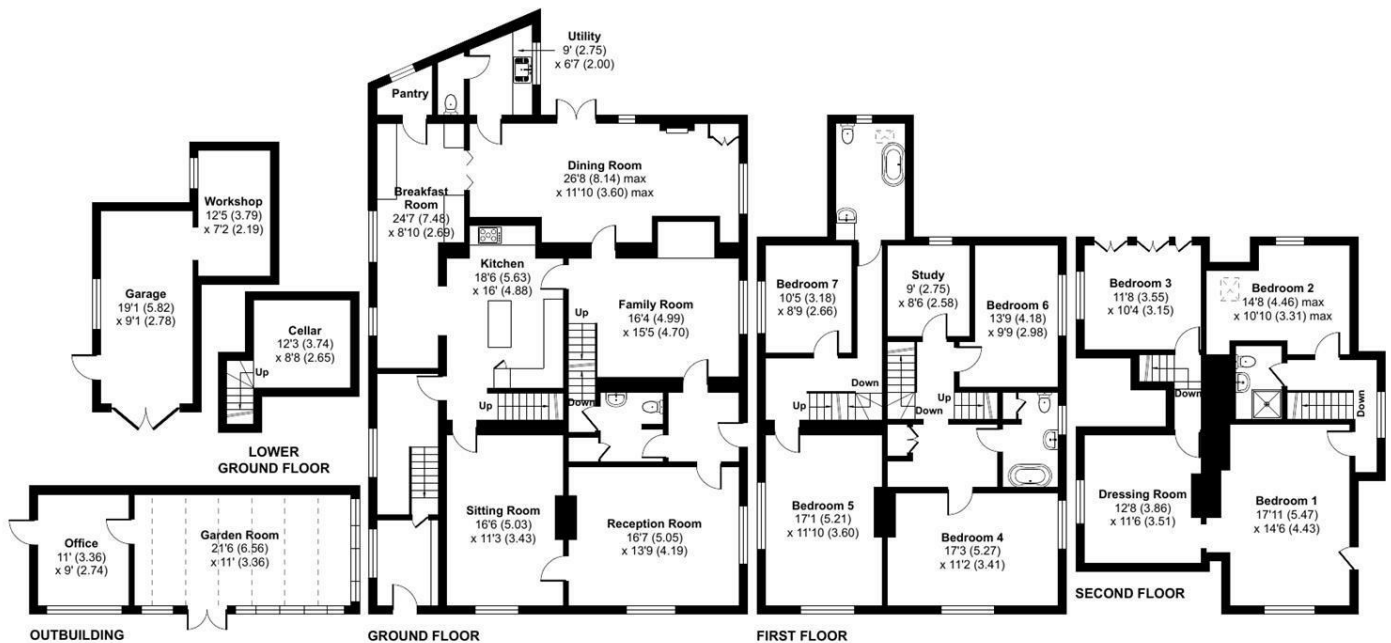 Utility
9' (2.75)
x 6'7 (2.00)
Pantry
Dining Room
26'8 (8.14) max
x 11'10 (3.60) max
Breakfast
Room
24'7 (7.48)
x 8'10 (2.69)
Kitchen
18'6 (5.63)
x 16' (4.88)
Family Room
16'4 (4.99)
x 15'5 (4.70)
Up
Down
Up
Sitting Room
16'6 (5.03)
x 11'3 (3.43)
Reception Room
16'7 (5.05)
x 13'9 (4.19)
GROUND FLOOR
Workshop
12'5 (3.79)
x 7'2 (2.19)
Garage
19'1 (5.82)
x 9'1 (2.78)
Cellar
12'3 (3.74)
x 8'8 (2.65)
Up
LOWER
GROUND FLOOR
Office
11' (3.36)
x 9' (2.74)
Garden Room
21'6 (6.56)
x 11' (3.36)
OUTBUILDING
Bedroom 7
10'5 (3.18)
x 8'9 (2.66)
Study
9' (2.75)
x 8'6 (2.58)
Bedroom 6
13'9 (4.18)
x 9'9 (2.98)
Down
Up
Down
Up
Bedroom 5
17'1 (5.21)
x 11'10 (3.60)
Bedroom 4
17'3 (5.27)
x 11'2 (3.41)
FIRST FLOOR
Bedroom 3
11'8 (3.55)
x 10'4 (3.15)
Bedroom 2
14'8 (4.46) max
x 10'10 (3.31) max
Down
Down
Dressing Room
12'8 (3.86)
x 11'6 (3.51)
Bedroom 1
17'11 (5.47)
x 14'6 (4.43)
SECOND FLOOR